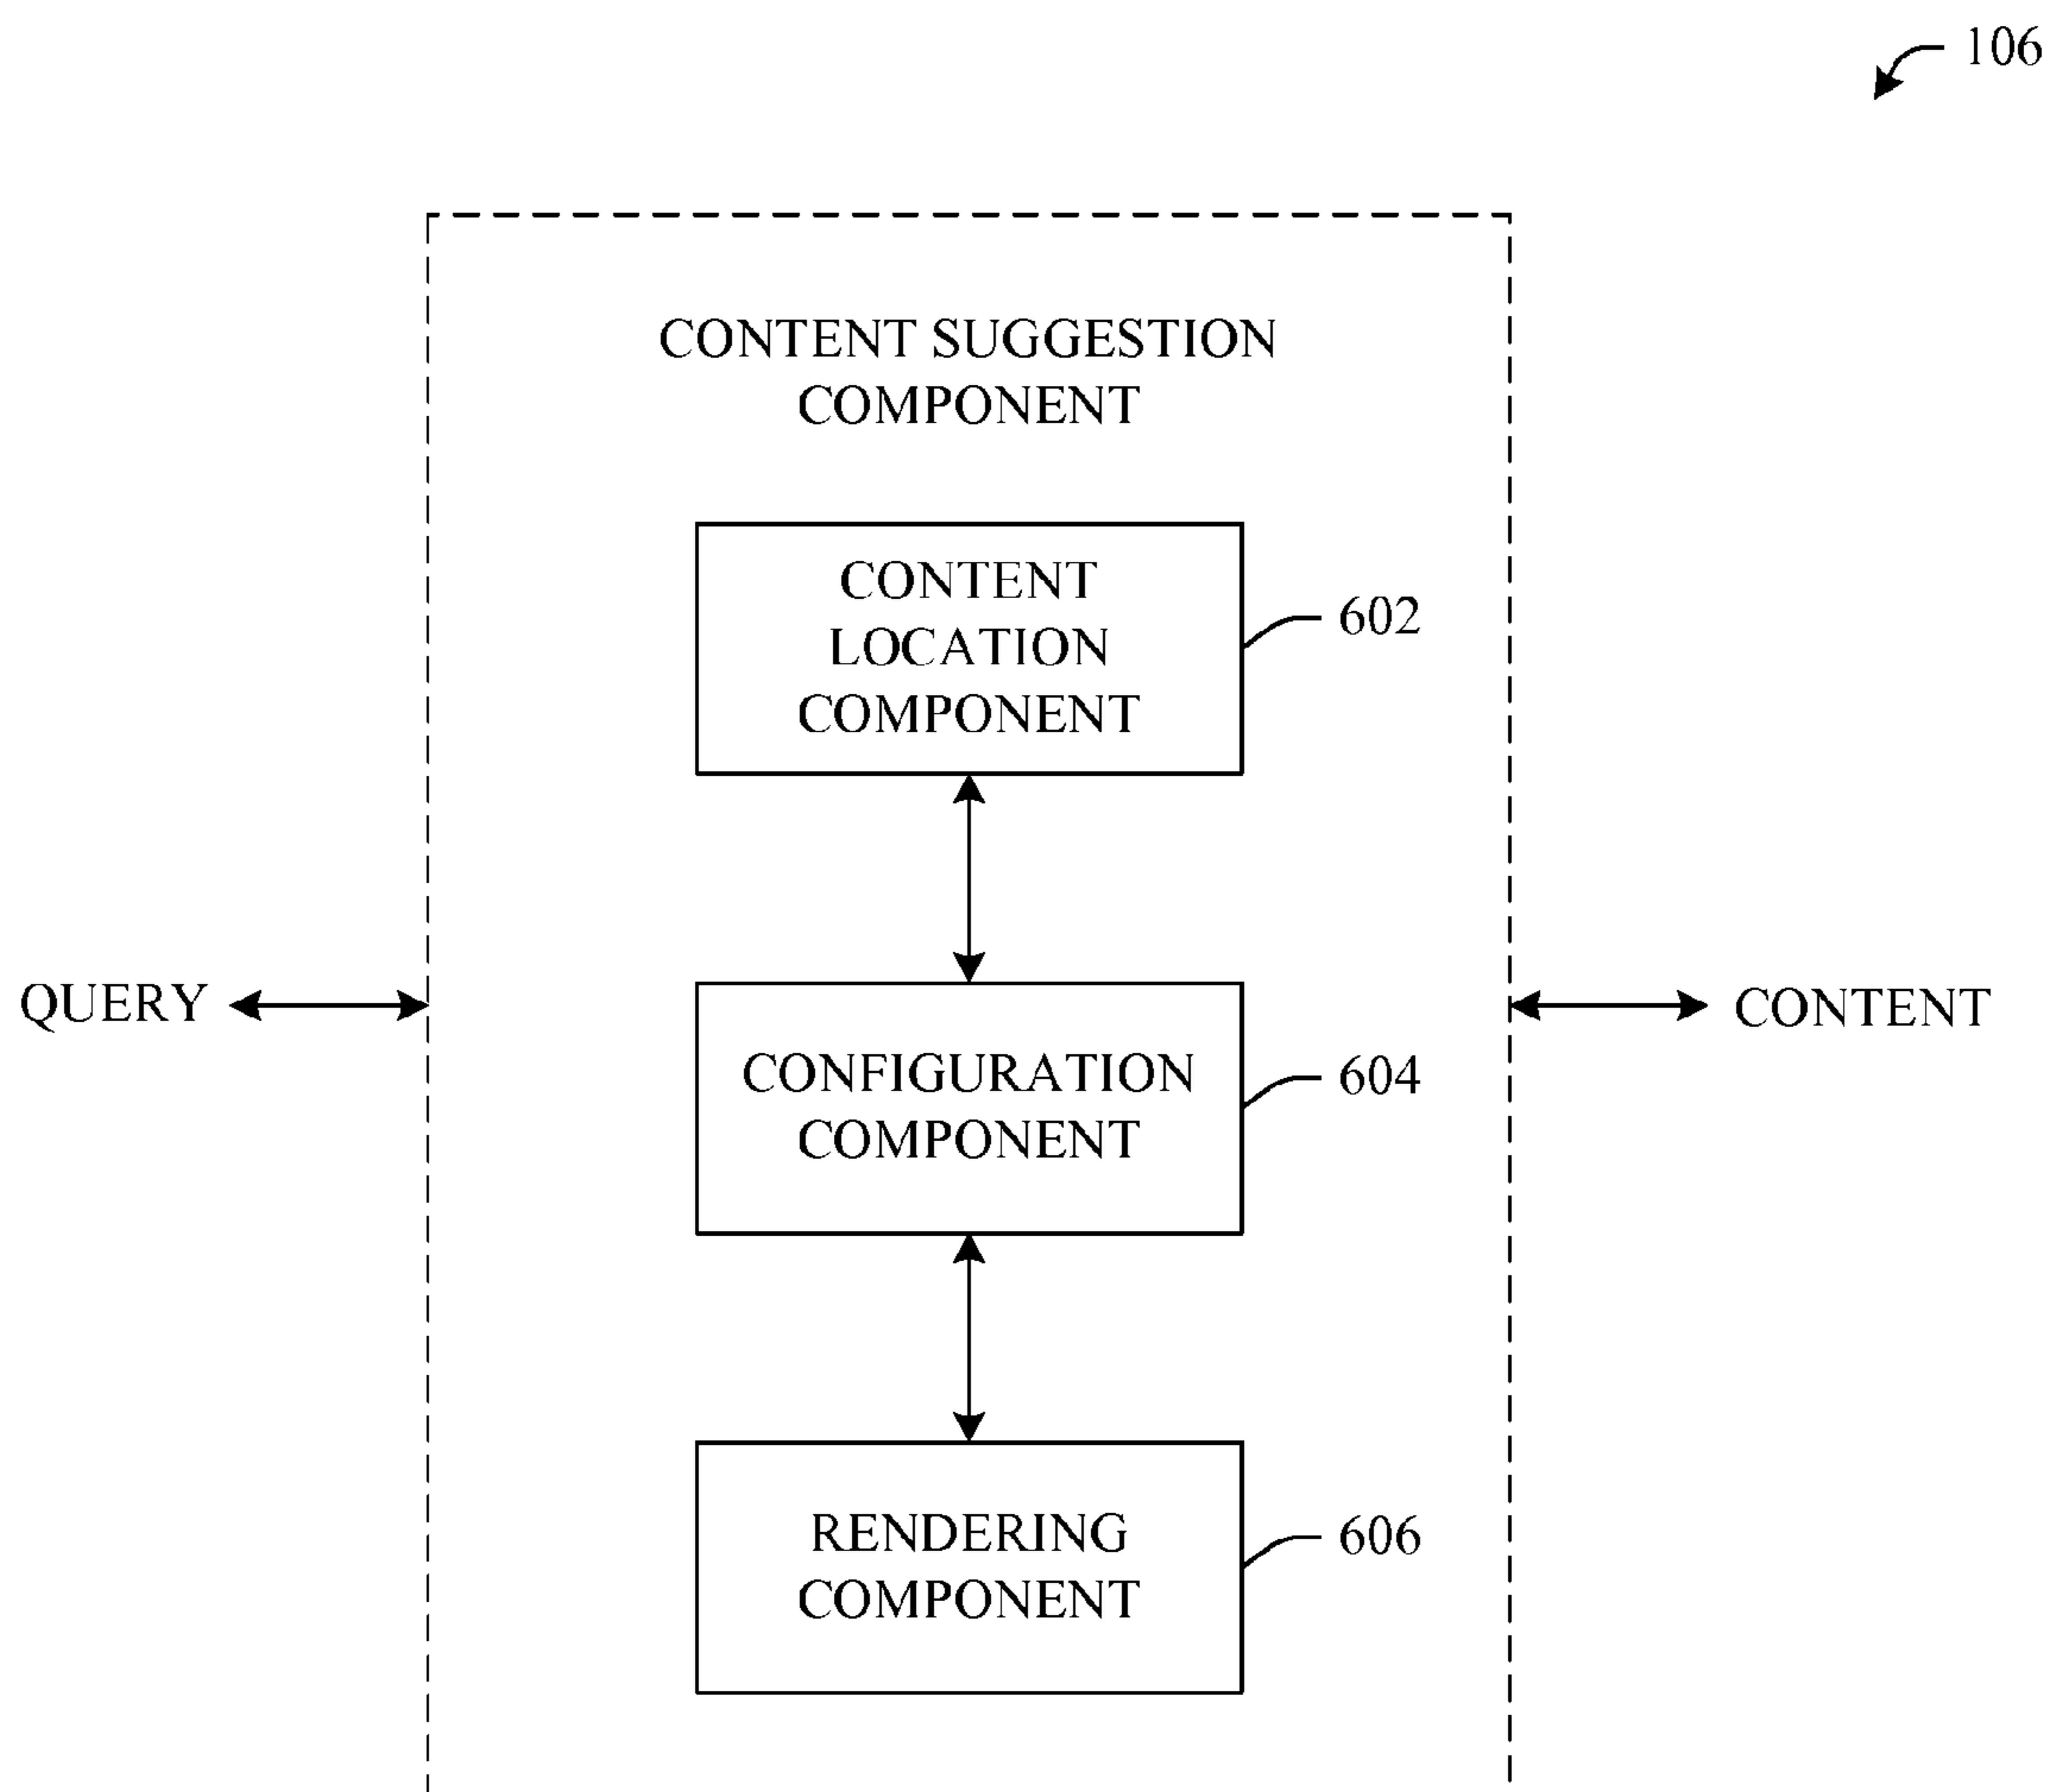 106
CONTENT SUGGESTION
COMPONENT
CONTENT
LOCATION
COMPONENT
602
QUERY
CONFIGURATION
COMPONENT
604
CONTENT
RENDERING
COMPONENT
606